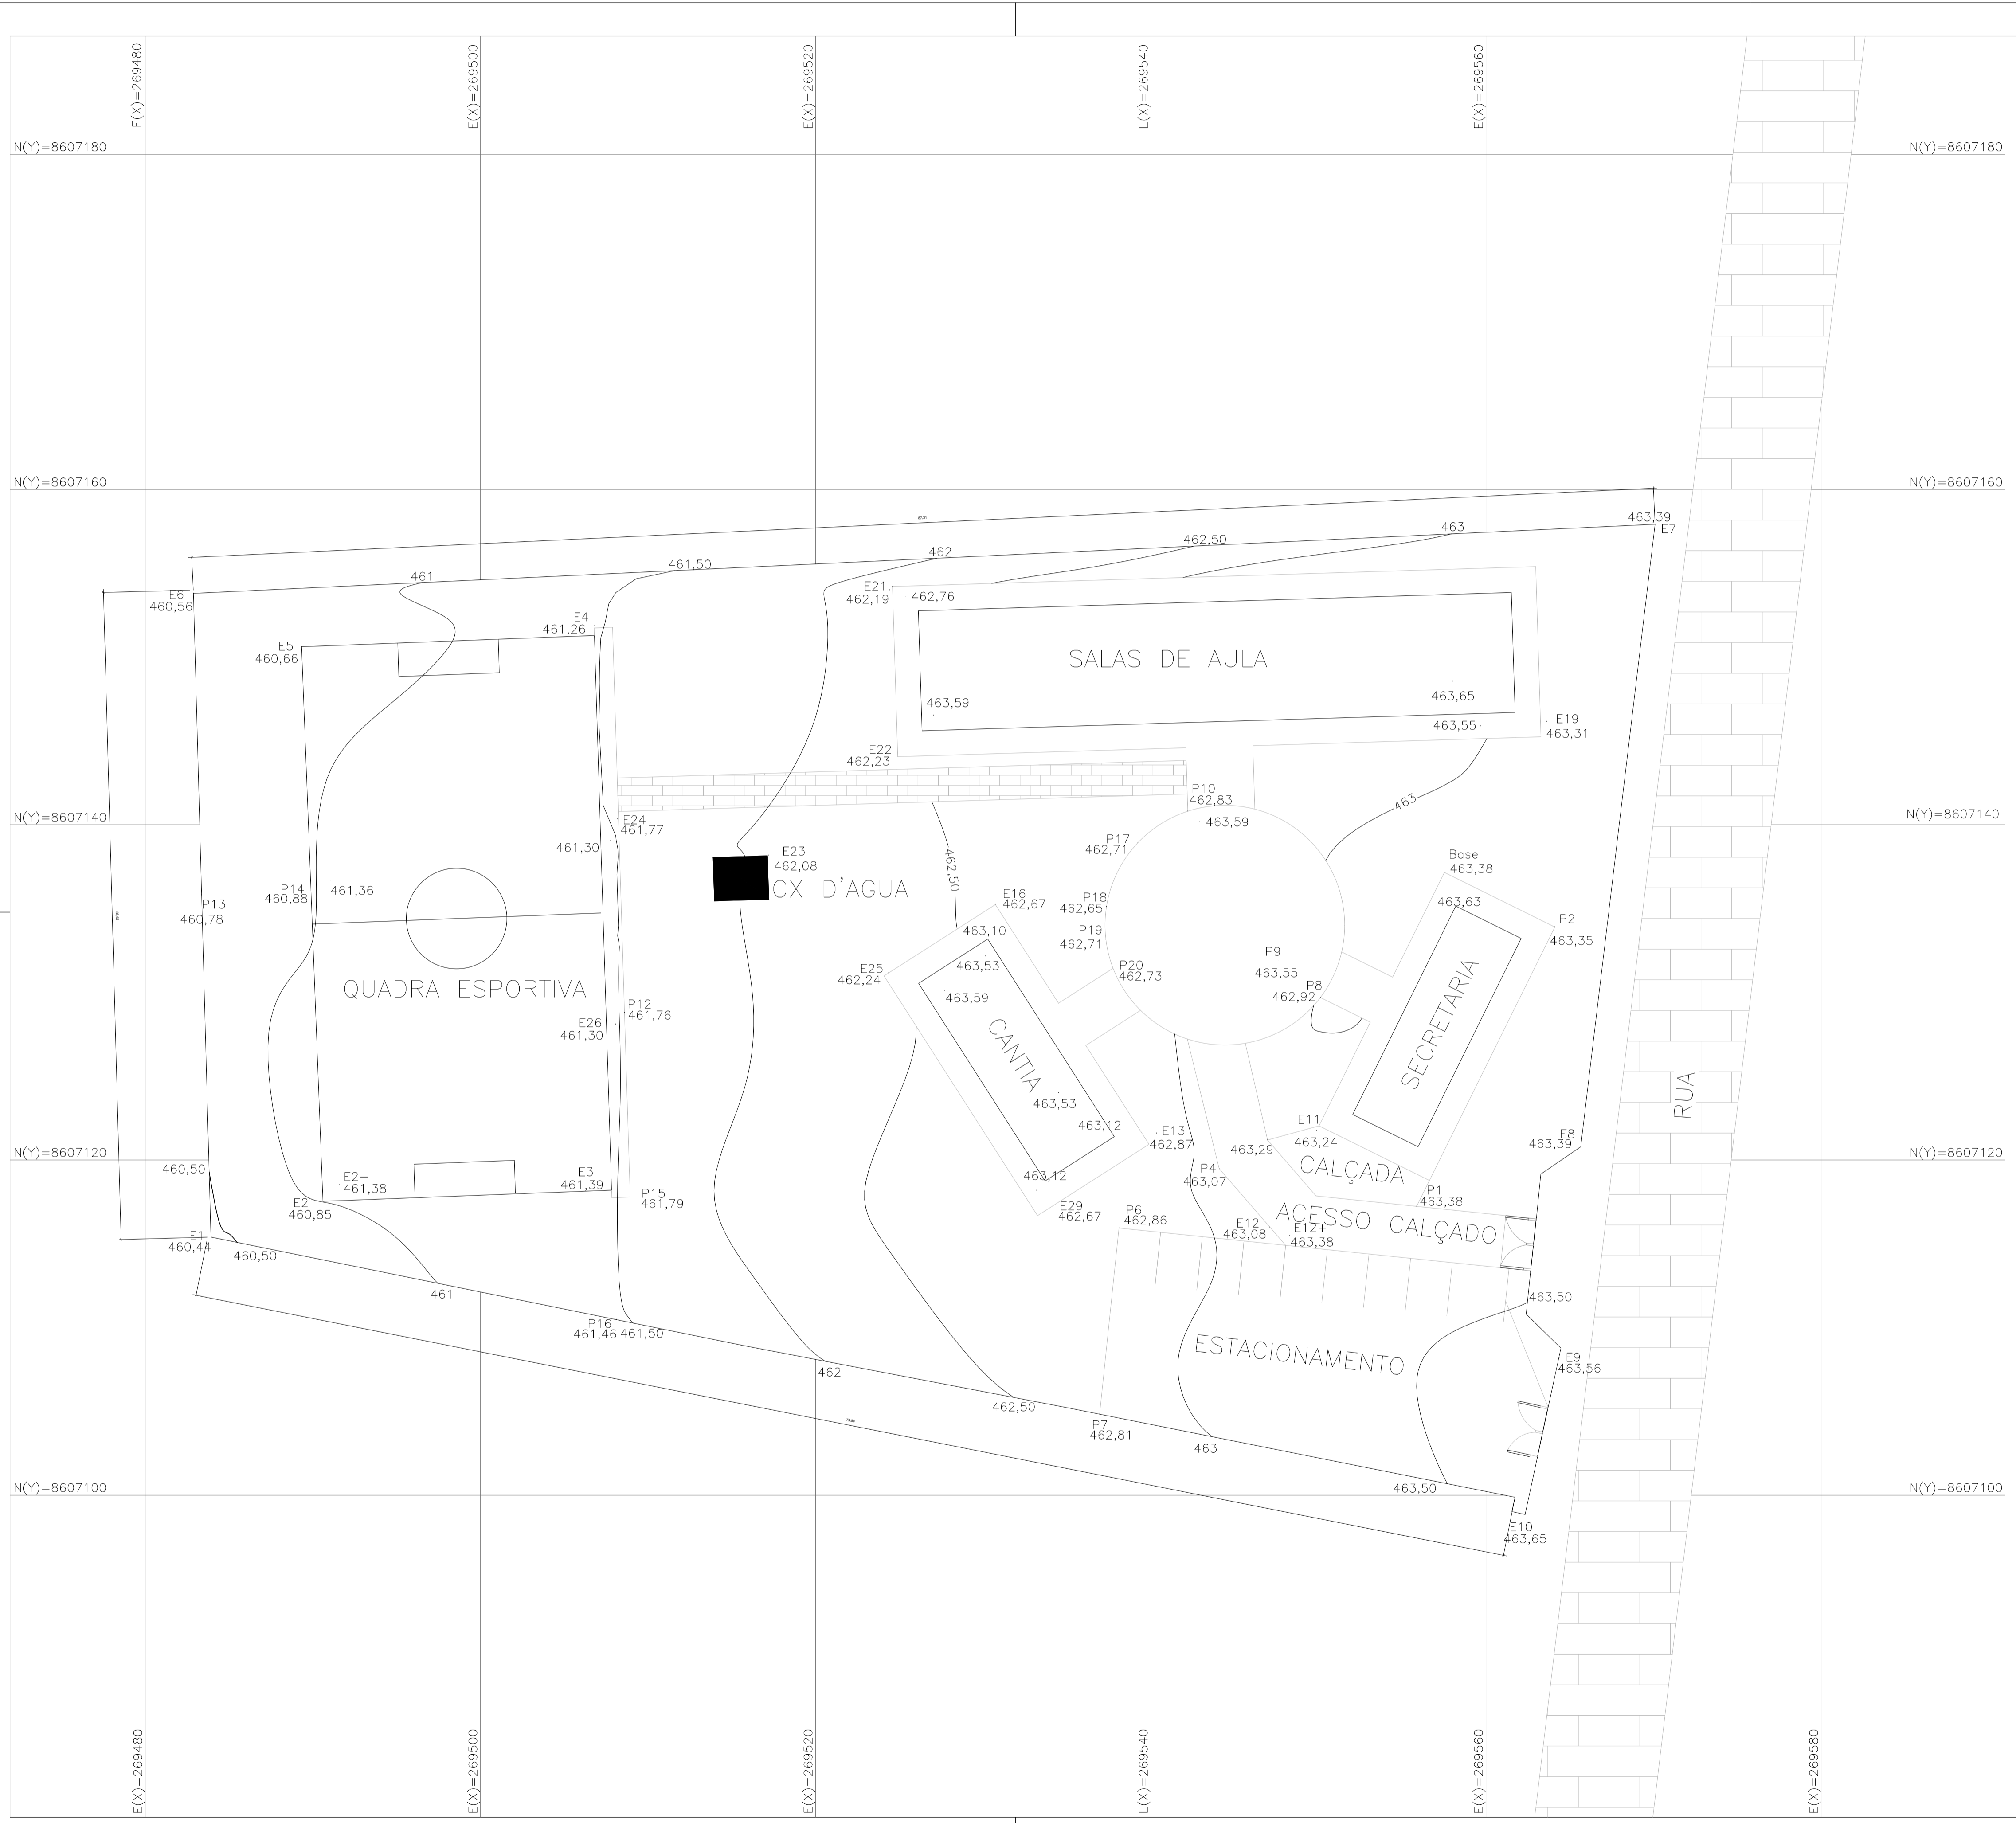 E(X)=269480
E(X)=269500
E(X)=269520
E(X)=269540
E(X)=269560
N(Y)=8607180
N(Y)=8607180
N(Y)=8607160
N(Y)=8607160
463,39
E7
463
462,50
462
461,50
461
E6
460,56
E21
462,19
462,76
E4
461,26
E5
460,66
SALAS DE AULA
463,65
463,59
463,55
E19
463,31
E22
462,23
P10
462,83
463
N(Y)=8607140
N(Y)=8607140
E24
461,77
463,59
P17
462,71
461,30
E23
462,08
CX D'AGUA
462,50
Base
463,38
461,36
P14
460,88
P13
460,78
E16
462,67
P18
462,65
463,63
P2
463,35
463,10
P19
462,71
463,53
P9
463,55
E25
462,24
P20
462,73
QUADRA ESPORTIVA
463,59
P8
462,92
P12
461,76
E26
461,30
CANTIA
SECRETARIA
RUA
463,53
463,12
E13
462,87
E11
463,24
463,29
E8
463,39
N(Y)=8607120
N(Y)=8607120
460,50
E2+
461,38
E3
461,39
463,12
P4
463,07
CALÇADA
P1
463,38
P15
461,79
E2
460,85
E29
462,67
P6
462,86
ACESSO CALÇADO
E12
463,08
E12+
463,38
E1
460,44
460,50
461
463,50
P16
461,46
461,50
ESTACIONAMENTO
E9
463,56
462
462,50
P7
462,81
463
463,50
N(Y)=8607100
N(Y)=8607100
E10
463,65
E(X)=269480
E(X)=269500
E(X)=269520
E(X)=269540
E(X)=269560
E(X)=269580